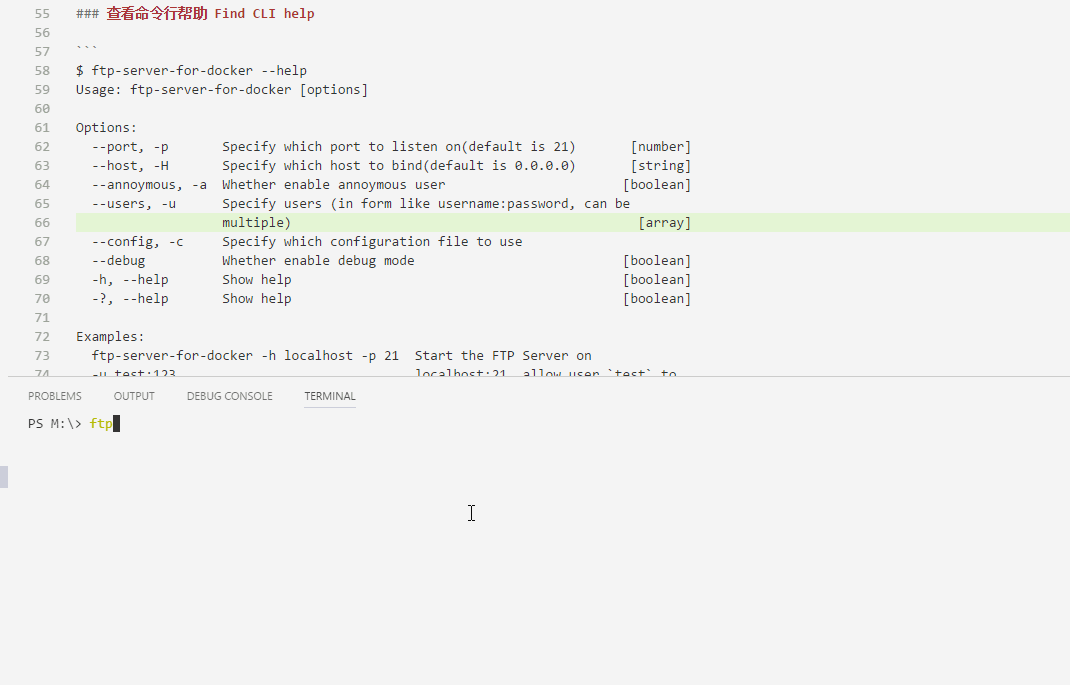 55 ### 查看命令行帮助 Find CLI help
56
57 ```
58 $ ftp-server-for-docker --help
59 Usage: ftp-server-for-docker [options]
60
61 Options:
62   --port, -p       Specify which port to listen on(default is 21)       [number]
63   --host, -H       Specify which host to bind(default is 0.0.0.0)       [string]
64   --annoymous, -a  Whether enable annoymous user                       [boolean]
65   --users, -u      Specify users (in form like username:password, can be
66                    multiple)                                             [array]
67   --config, -c     Specify which configuration file to use
68   --debug          Whether enable debug mode                           [boolean]
69   -h, --help       Show help                                           [boolean]
70   -?, --help       Show help                                           [boolean]
71
72 Examples:
73   ftp-server-for-docker -h localhost -p 21  Start the FTP Server on
74   -u test:123                               localhost:21, allow user `test` to
PROBLEMS OUTPUT DEBUG CONSOLE TERMINAL
PS M:\> ftp